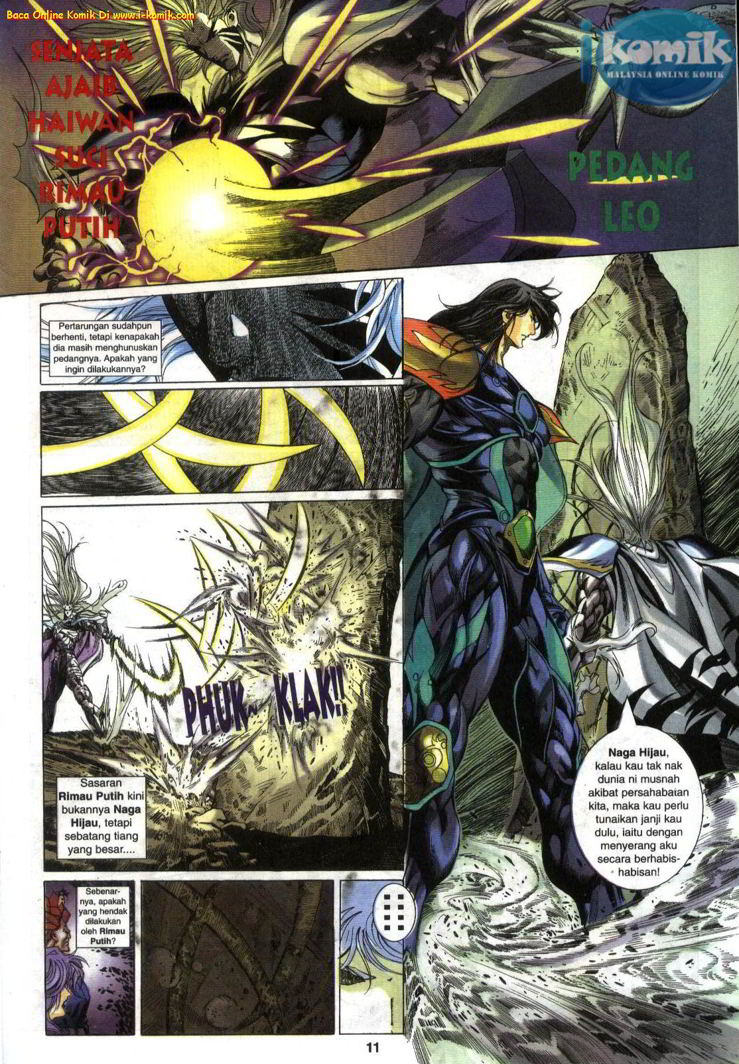 Baca Online Komik Di www.i-komik.com
i komik
MALAYSIA ONLINE KOMIK
SENJATA
AJAIB
HAIWAN
SUCI
RIMAU
PUTIH
PEDANG
LEO
Pertarungan sudahpun
berhenti, tetapi kenapakah
dia masih menghunuskan
pedangnya. Apakah yang
ingin dilakukannya?
PHUK
KLAK!!
Sasaran
Rimau Putih kini
bukannya Naga
Hijau, tetapi
sebatang tiang
yang besar....
Naga Hijau,
kalau kau tak nak
dunia ni musnah
akibat persahabatan
kita, maka kau perlu
tunaikan janji kau
dulu, iaitu dengan
menyerang aku
secara berhabis-
habisan!
Sebenar-
nya, apakah
yang hendak
dilakukan
oleh Rimau
Putih?
11